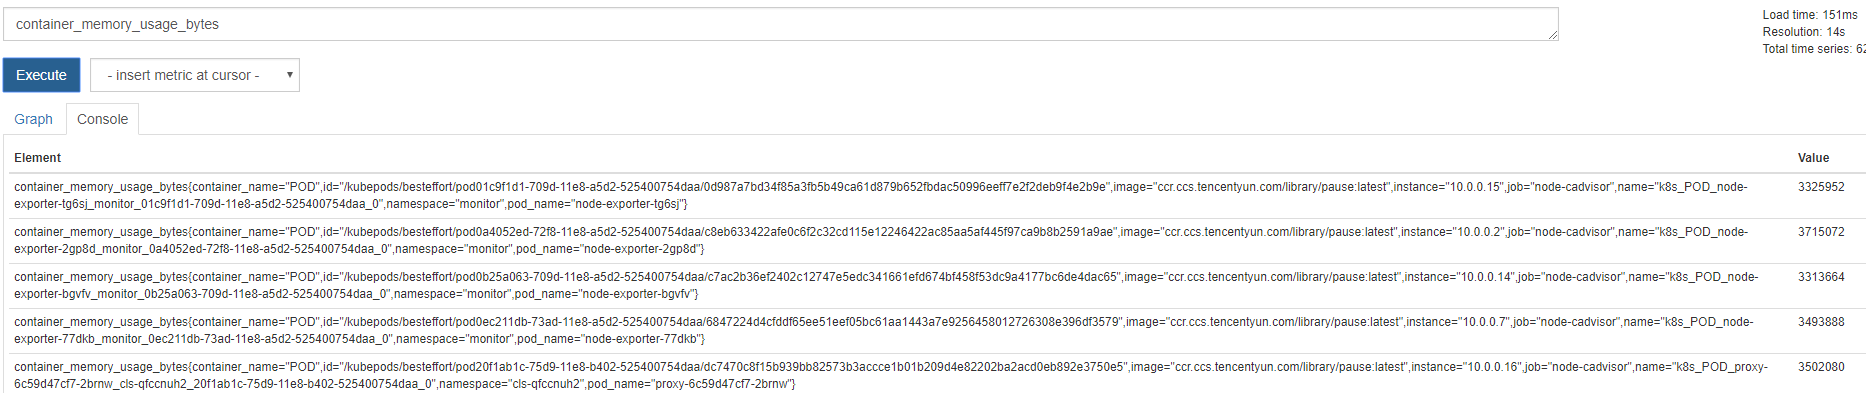 container_memory_usage_bytes
Load time: 151ms
Resolution: 14s
Total time series: 62
Execute
- insert metric at cursor -
Graph
Console
Element
Value
container_memory_usage_bytes{container_name="POD",id="/kubepods/besteffort/pod01c9f1d1-709d-11e8-a5d2-525400754daa/0d987a7bd34f85a3fb5b49ca61d879b652fbdac50996eeff7e2f2deb9f4e2b9e",image="ccr.ccs.tencentyun.com/library/pause:latest",instance="10.0.0.15",job="node-cadvisor",name="k8s_POD_node-
exporter-tg6sj_monitor_01c9f1d1-709d-11e8-a5d2-525400754daa_0",namespace="monitor",pod_name="node-exporter-tg6sj"}
3325952
container_memory_usage_bytes{container_name="POD",id="/kubepods/besteffort/pod0a4052ed-72f8-11e8-a5d2-525400754daa/c8eb633422afe0c6f2c32cd115e12246422ac85aa5af445f97ca9b8b2591a9ae",image="ccr.ccs.tencentyun.com/library/pause:latest",instance="10.0.0.2",job="node-cadvisor",name="k8s_POD_node-
exporter-2gp8d_monitor_0a4052ed-72f8-11e8-a5d2-525400754daa_0",namespace="monitor",pod_name="node-exporter-2gp8d"}
3715072
container_memory_usage_bytes{container_name="POD",id="/kubepods/besteffort/pod0b25a063-709d-11e8-a5d2-525400754daa/c7ac2b36ef2402c12747e5edc341661efd674bf458f53dc9a4177bc6de4dac65",image="ccr.ccs.tencentyun.com/library/pause:latest",instance="10.0.0.14",job="node-cadvisor",name="k8s_POD_node-
exporter-bgvfv_monitor_0b25a063-709d-11e8-a5d2-525400754daa_0",namespace="monitor",pod_name="node-exporter-bgvfv"}
3313664
container_memory_usage_bytes{container_name="POD",id="/kubepods/besteffort/pod0ec211db-73ad-11e8-a5d2-525400754daa/6847224d4cfddf65ee51eef05bc61aa1443a7e9256458012726308e396df3579",image="ccr.ccs.tencentyun.com/library/pause:latest",instance="10.0.0.7",job="node-cadvisor",name="k8s_POD_node-
exporter-77dkb_monitor_0ec211db-73ad-11e8-a5d2-525400754daa_0",namespace="monitor",pod_name="node-exporter-77dkb"}
3493888
container_memory_usage_bytes{container_name="POD",id="/kubepods/besteffort/pod20f1ab1c-75d9-11e8-b402-525400754daa/dc7470c8f15b939bb82573b3accce1b01b209d4e82202ba2acd0eb892e3750e5",image="ccr.ccs.tencentyun.com/library/pause:latest",instance="10.0.0.16",job="node-cadvisor",name="k8s_POD_proxy-
6c59d47cf7-2brnw_cls-qfccnuh2_20f1ab1c-75d9-11e8-b402-525400754daa_0",namespace="cls-qfccnuh2",pod_name="proxy-6c59d47cf7-2brnw"}
3502080